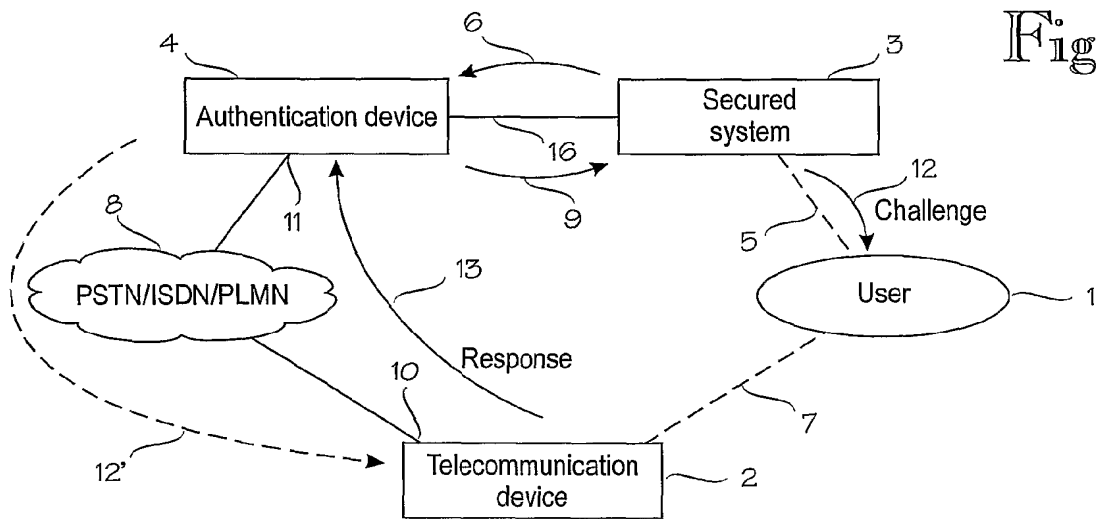 Fig
6
4
3
Authentication device
Secured
system
16
11
9
12
5
Challenge
8
13
PSTN/ISDN/PLMN
User
1
Response
10
7
12'
Telecommunication
device
2